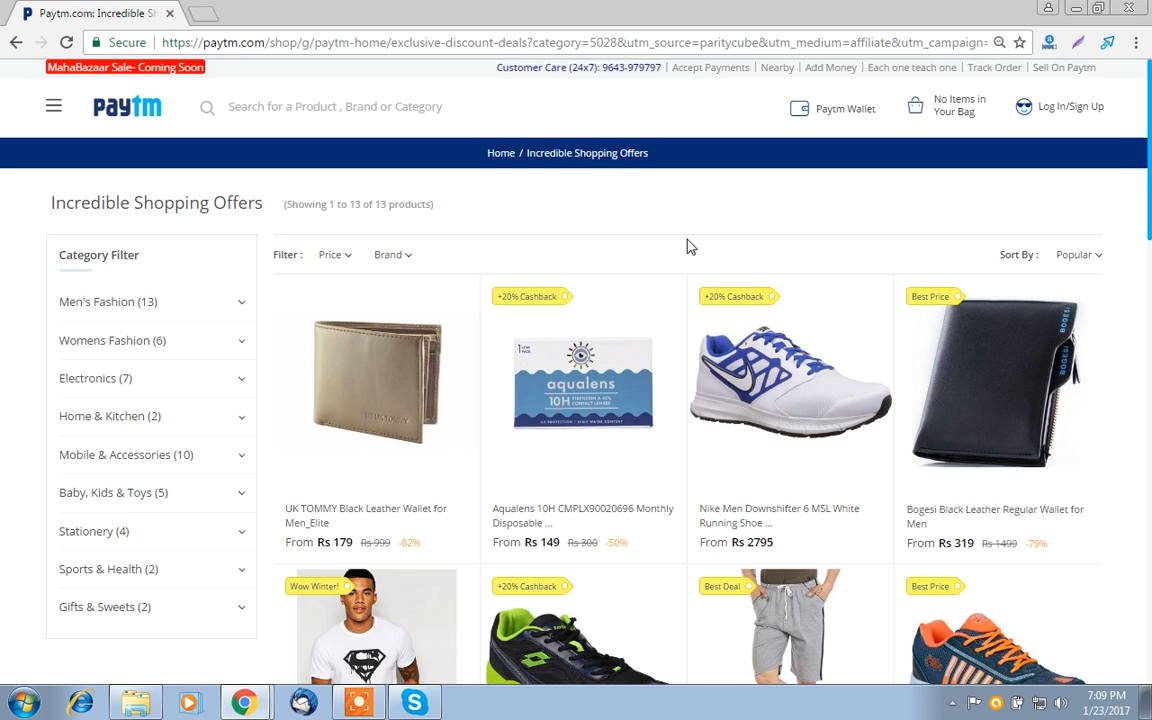 Paytm.com: Incredible Sh
Secure
https://paytm.com/shop/g/paytm-home/exclusive-discount-deals?category=5028&utm_source=paritycube&utm_medium=affiliate&utm_campaign=
MahaBazaar Sale- Coming Soon
Customer Care (24x7): 9643-979797 | Accept Payments | Nearby | Add Money | Each one teach one | Track Order | Sell On Paytm
paytm
Search for a Product , Brand or Category
Paytm Wallet
No Items in
Your Bag
Log In/Sign Up
Home / Incredible Shopping Offers
Incredible Shopping Offers (Showing 1 to 13 of 13 products)
Category Filter
Men's Fashion (13)
Womens Fashion (6)
Electronics (7)
Home & Kitchen (2)
Mobile & Accessories (10)
Baby, Kids & Toys (5)
Stationery (4)
Sports & Health (2)
Gifts & Sweets (2)
Filter : Price Brand
Sort By : Popular
UK TOMMY
UK TOMMY Black Leather Wallet for
Men_Elite
From Rs 179 Rs 999 -82%
+20% Cashback
aqualens
10H
Aqualens 10H CMPLX90020696 Monthly
Disposable ...
From Rs 149 Rs 300 -50%
+20% Cashback
Nike Men Downshifter 6 MSL White
Running Shoe ...
From Rs 2795
Best Price
BOGESI
BOGESI
Bogesi Black Leather Regular Wallet for
Men
From Rs 319 Rs 1499 -79%
Wow Winter!
+20% Cashback
Best Deal
Best Price
7:09 PM
1/23/2017